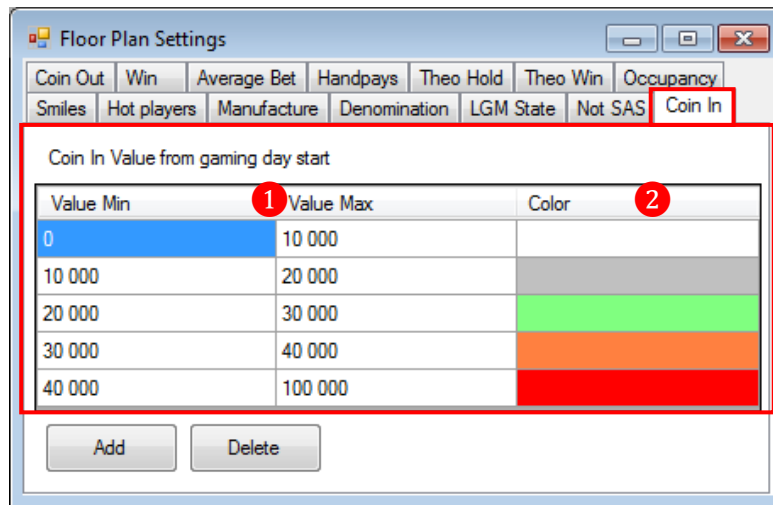 Floor Plan Settings
Coin Out Win Average Bet Handpays Theo Hold Theo Win Occupancy
Smiles Hot players Manufacture Denomination LGM State Not SAS Coin In
Coin In Value from gaming day start
Value Min 1 Value Max Color 2
0 10 000
10 000 20 000
20 000 30 000
30 000 40 000
40 000 100 000
Add Delete